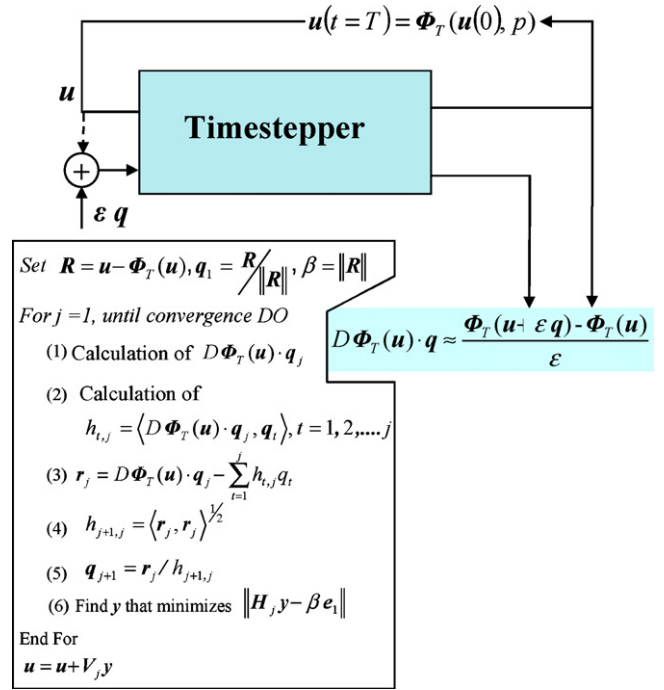 u(t = T) = Φ_T (u(0), p)
u
Timestepper
+
ε q
Set R = u − Φ_T(u), q_1 = R/‖R‖, β = ‖R‖
For j =1, until convergence DO
(1) Calculation of DΦ_T(u)·q_j
DΦ_T(u)·q ≈ (Φ_T(u+ εq) - Φ_T(u))/ε
(2) Calculation of
h_{t,j} = ⟨DΦ_T(u)·q_j, q_t⟩, t = 1, 2,....j
(3) r_j = DΦ_T(u)·q_j − ∑_{t=1}^{j} h_{t,j} q_t
(4) h_{j+1,j} = ⟨r_j, r_j⟩^{1/2}
(5) q_{j+1} = r_j / h_{j+1,j}
(6) Find y that minimizes ‖H_j y − β e_1‖
End For
u = u + V_j y